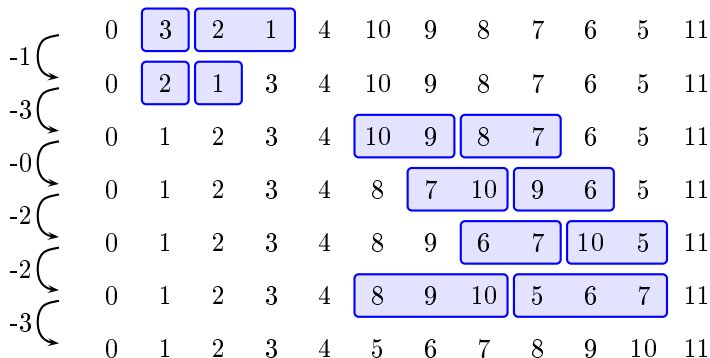 0 3 2 1 4 10 9 8 7 6 5 11
-1
0 2 1 3 4 10 9 8 7 6 5 11
-3
0 1 2 3 4 10 9 8 7 6 5 11
-0
0 1 2 3 4 8 7 10 9 6 5 11
-2
0 1 2 3 4 8 9 6 7 10 5 11
-2
0 1 2 3 4 8 9 10 5 6 7 11
-3
0 1 2 3 4 5 6 7 8 9 10 11